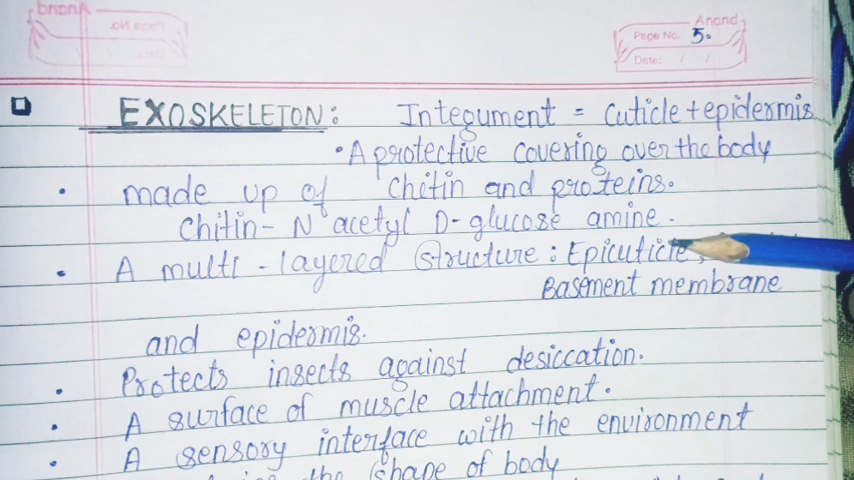 Anand
Page No. 5.
Date: / /
EXOSKELETON: Integument = Cuticle + epidermis
• A protective covering over the body
• made up of chitin and proteins.
Chitin- N acetyl D-glucose amine.
• A multi-layered structure: Epicuticle
Basement membrane
and epidermis.
• Protects insects against desiccation.
• A surface of muscle attachment.
• A sensory interface with the environment
the shape of body